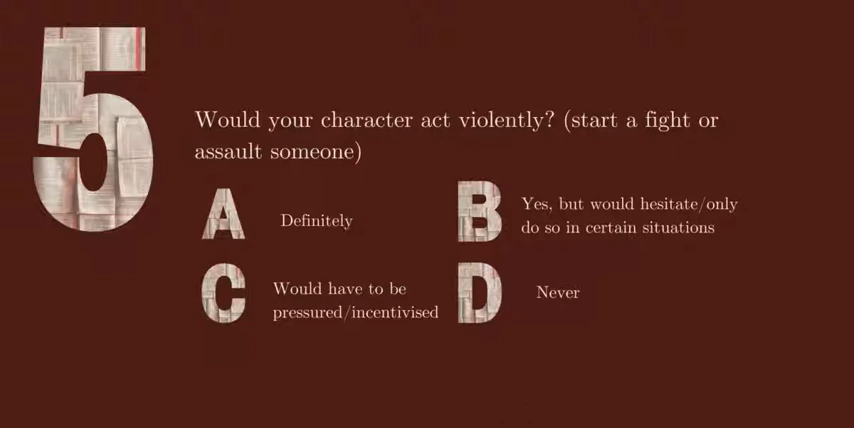 5
Would your character act violently? (start a fight or
assault someone)
A
Definitely
B
Yes, but would hesitate/only
do so in certain situations
C
Would have to be
pressured/incentivised
D
Never